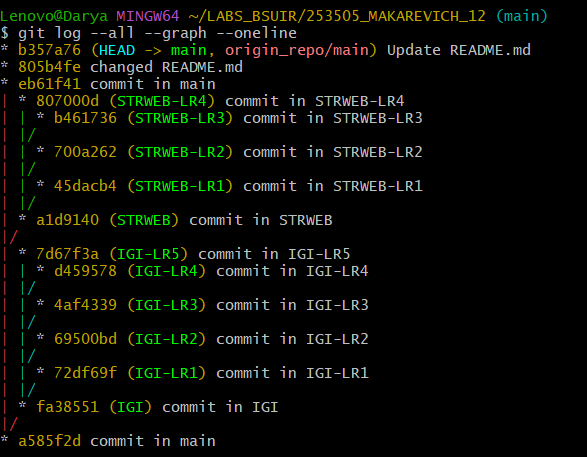 Lenovo@Darya MINGW64 ~/LABS_BSUIR/253505_MAKAREVICH_12 (main)
$ git log --all --graph --oneline
* b357a76 (HEAD -> main, origin_repo/main) Update README.md
* 805b4fe changed README.md
* eb61f41 commit in main
| * 807000d (STRWEB-LR4) commit in STRWEB-LR4
| | * b461736 (STRWEB-LR3) commit in STRWEB-LR3
| |/
| | * 700a262 (STRWEB-LR2) commit in STRWEB-LR2
| |/
| | * 45dacb4 (STRWEB-LR1) commit in STRWEB-LR1
| |/
| * a1d9140 (STRWEB) commit in STRWEB
|/
| * 7d67f3a (IGI-LR5) commit in IGI-LR5
| | * d459578 (IGI-LR4) commit in IGI-LR4
| |/
| | * 4af4339 (IGI-LR3) commit in IGI-LR3
| |/
| | * 69500bd (IGI-LR2) commit in IGI-LR2
| |/
| | * 72df69f (IGI-LR1) commit in IGI-LR1
| |/
| * fa38551 (IGI) commit in IGI
|/
* a585f2d commit in main